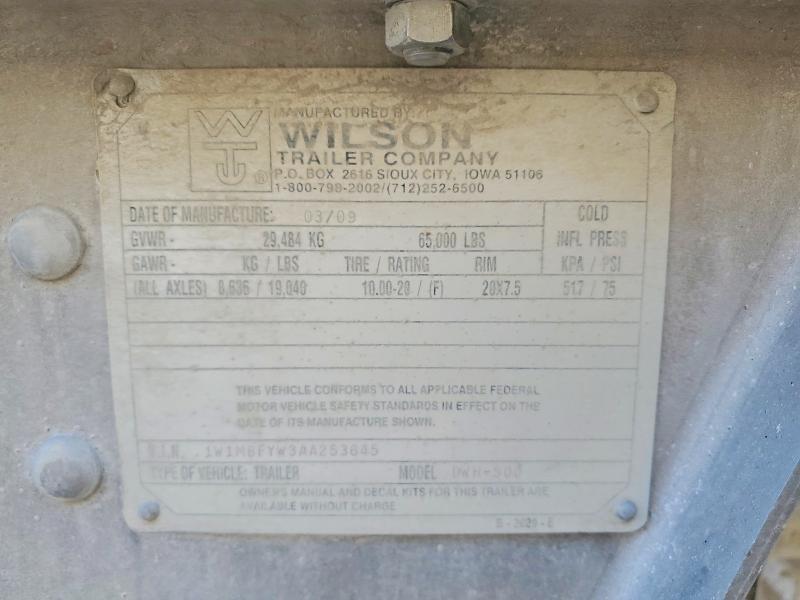 MANUFACTURED BY:
WILSON
TRAILER COMPANY
P.O. BOX 2616 SIOUX CITY, IOWA 51106
1-800-798-2002/(712)252-6500
DATE OF MANUFACTURE: 03/09 COLD
GVWR- 29,484 KG 65,000 LBS INFL PRESS
GAWR- KG / LBS TIRE / RATING RIM KPA / PSI
(ALL AXLES) 8,636 / 19,040 10.00-20 / (F) 20X7.5 517 / 75
THIS VEHICLE CONFORMS TO ALL APPLICABLE FEDERAL
MOTOR VEHICLE SAFETY STANDARDS IN EFFECT ON THE
DATE OF ITS MANUFACTURE SHOWN.
V.I.N.
TYPE OF VEHICLE: TRAILER MODEL
OWNERS MANUAL AND DECAL KITS FOR THIS TRAILER ARE
AVAILABLE WITHOUT CHARGE